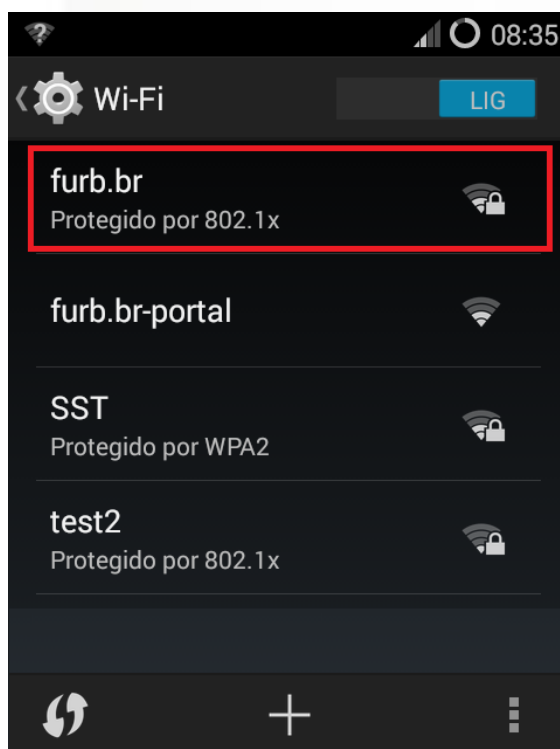 08:35
Wi-Fi
LIG
furb.br
Protegido por 802.1x
furb.br-portal
SST
Protegido por WPA2
test2
Protegido por 802.1x